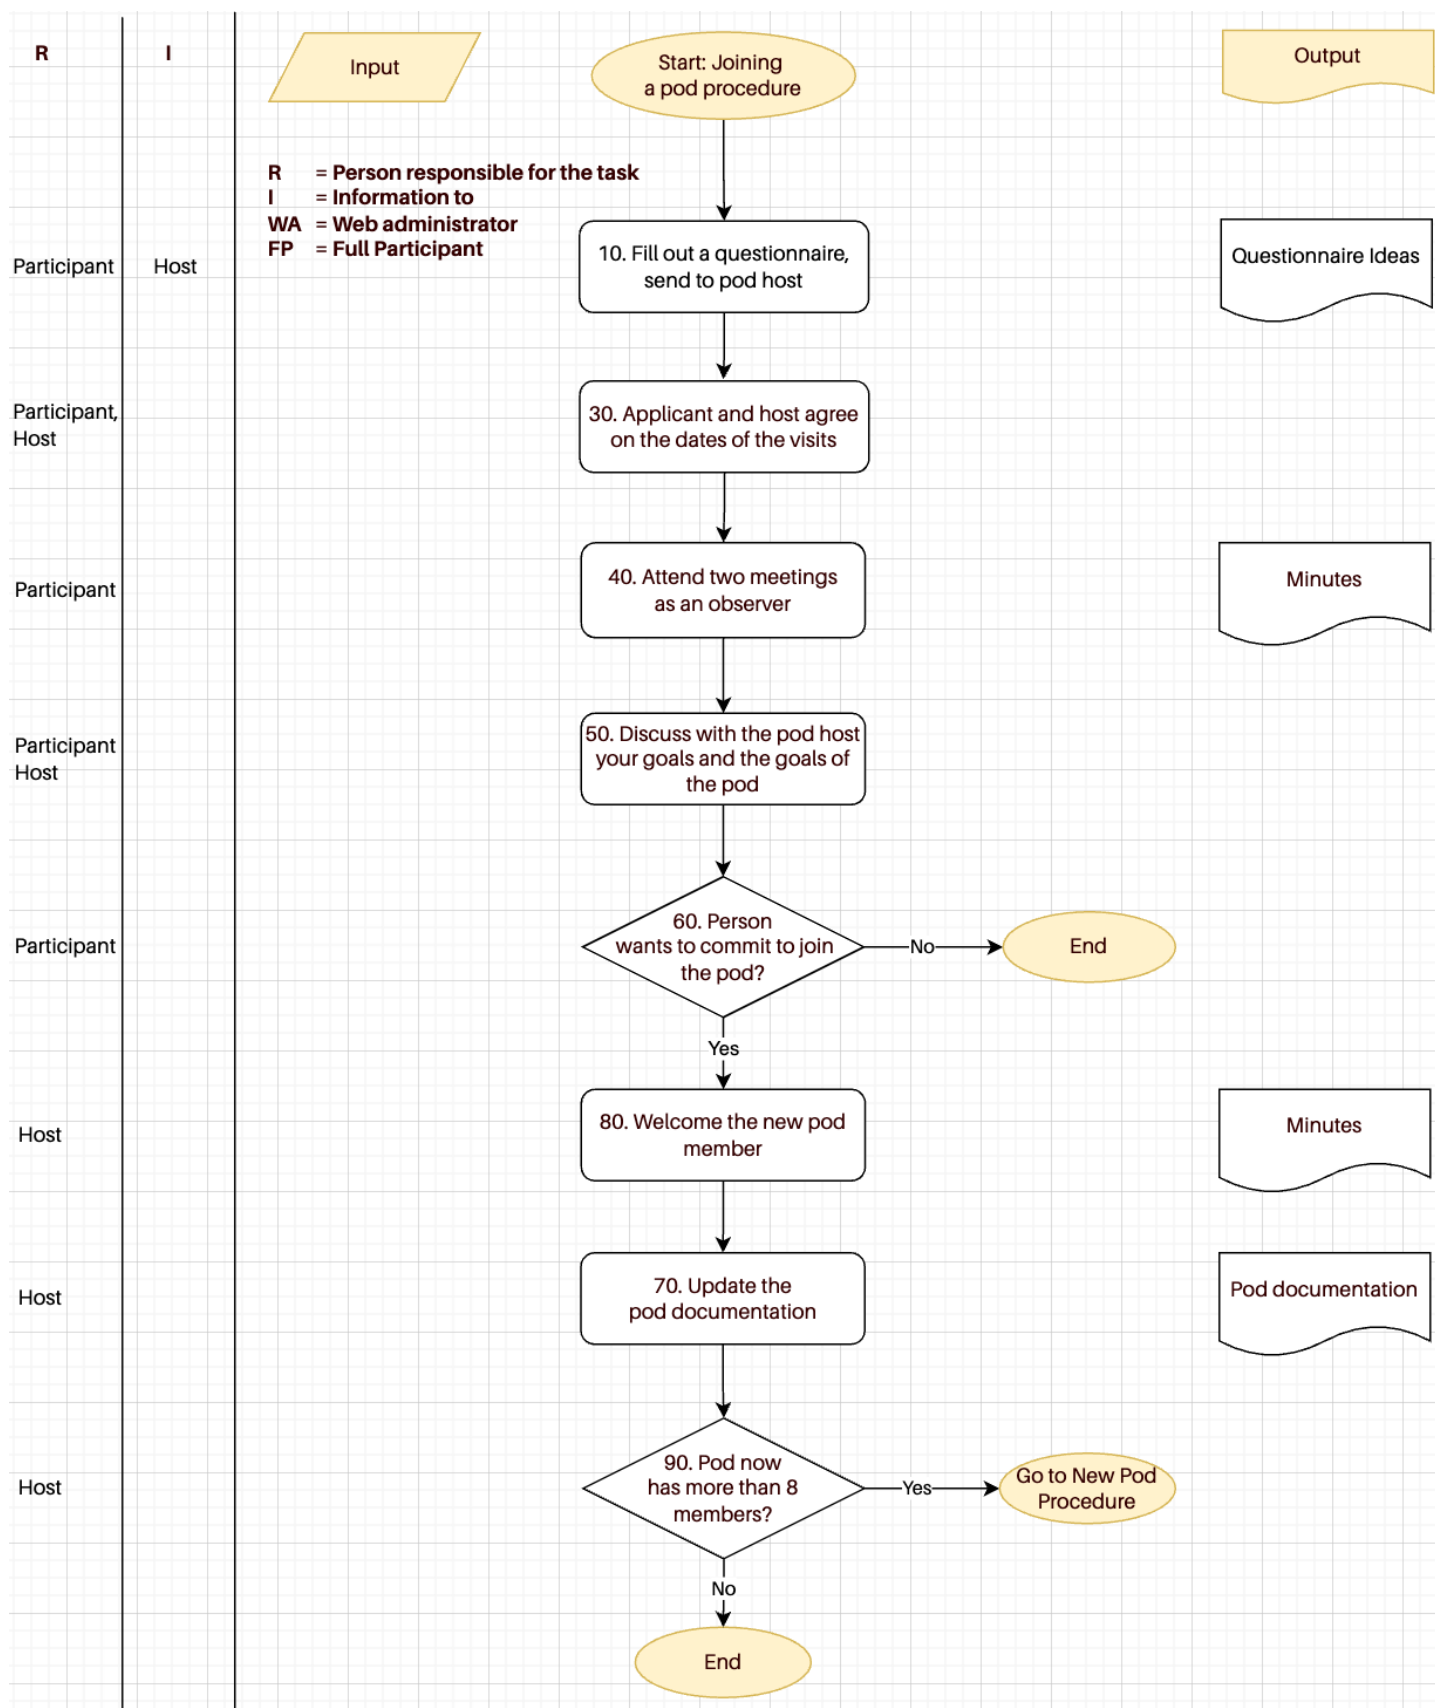 R
I
Input
Start: Joining
a pod procedure
Output
R = Person responsible for the task
I = Information to
WA = Web administrator
FP = Full Participant
Participant
Host
10. Fill out a questionnaire,
send to pod host
Questionnaire Ideas
Participant,
Host
30. Applicant and host agree
on the dates of the visits
Participant
40. Attend two meetings
as an observer
Minutes
Participant
Host
50. Discuss with the pod host
your goals and the goals of
the pod
Participant
60. Person
wants to commit to join
the pod?
No
End
Yes
Host
80. Welcome the new pod
member
Minutes
Host
70. Update the
pod documentation
Pod documentation
Host
90. Pod now
has more than 8
members?
Yes
Go to New Pod
Procedure
No
End